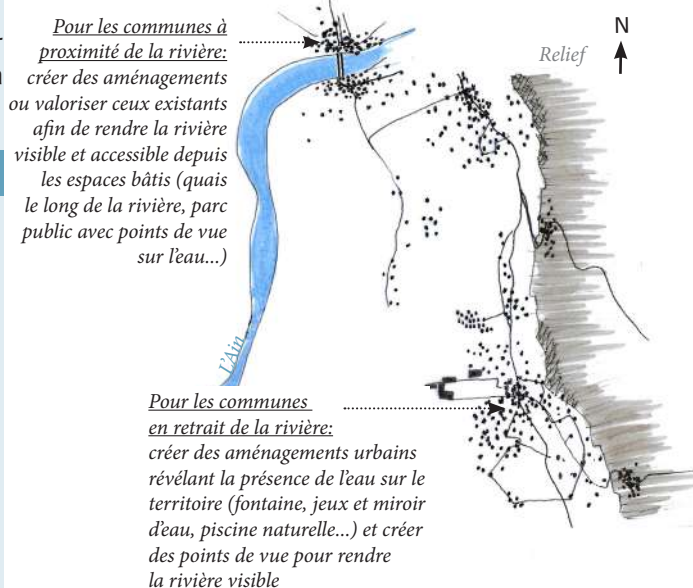 Pour les communes à
proximité de la rivière:
créer des aménagements
ou valoriser ceux existants
afin de rendre la rivière
visible et accessible depuis
les espaces bâtis (quais
le long de la rivière, parc
public avec points de vue
sur l'eau...)
N
Relief
L'Ain
Pour les communes
en retrait de la rivière:
créer des aménagements urbains
révélant la présence de l'eau sur le
territoire (fontaine, jeux et miroir
d'eau, piscine naturelle...) et créer
des points de vue pour rendre
la rivière visible